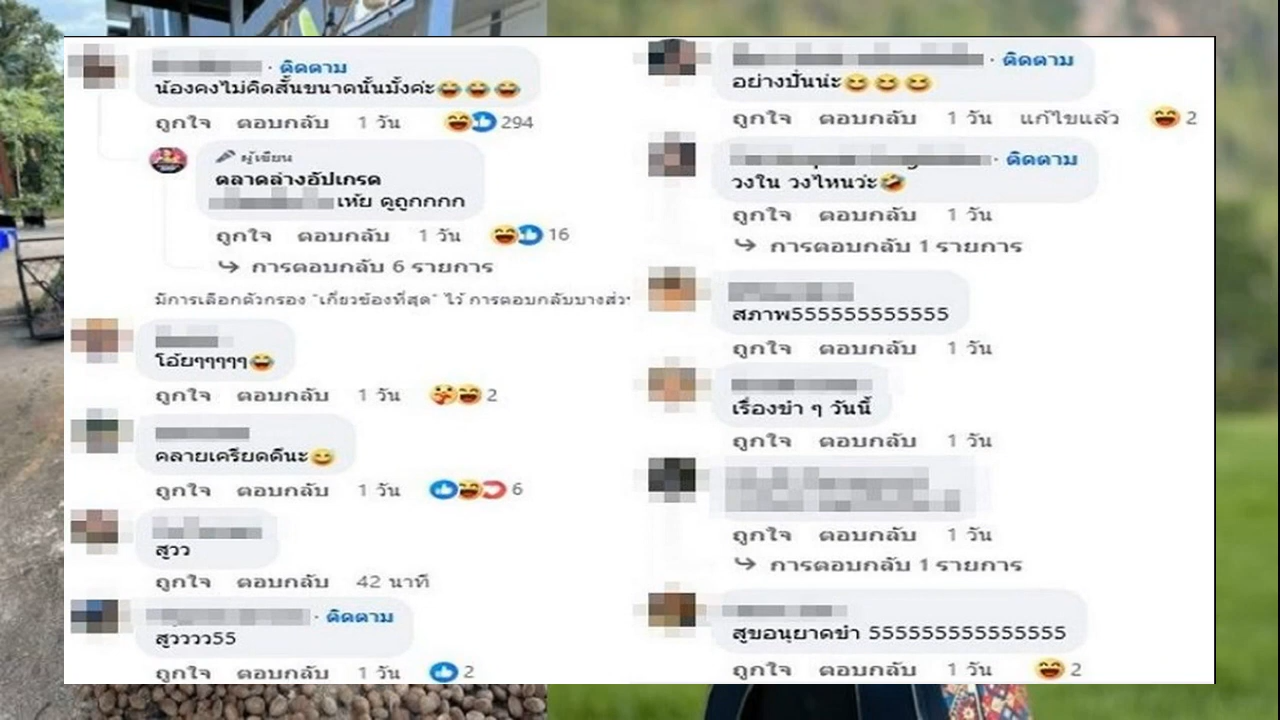 · ติดตาม
น้องคงไม่คิดสั้นขนาดนั้นมั้งค่ะ😂😂😂
ถูกใจ ตอบกลับ 1 วัน 294
ผู้เขียน
ตลาดล่างอัปเกรด
เห้ย ดูถูกกกก
ถูกใจ ตอบกลับ 1 วัน 16
การตอบกลับ 6 รายการ
มีการเลือกตัวกรอง "เกี่ยวข้องที่สุด" ไว้ การตอบกลับบางส่ว
โอ้ยๆๆๆๆๆ😂
ถูกใจ ตอบกลับ 1 วัน 2
คลายเครียดดีนะ😅
ถูกใจ ตอบกลับ 1 วัน 6
สูวว
ถูกใจ ตอบกลับ 42 นาที
· ติดตาม
สูวววว55
ถูกใจ ตอบกลับ 1 วัน 2
· ติดตาม
อย่างปั่นน่ะ😆😆😆
ถูกใจ ตอบกลับ 1 วัน แก้ไขแล้ว 2
· ติดตาม
วงใน วงไหนว่ะ🤣
ถูกใจ ตอบกลับ 1 วัน
การตอบกลับ 1 รายการ
สภาพ555555555555
ถูกใจ ตอบกลับ 1 วัน
เรื่องขำ ๆ วันนี้
ถูกใจ ตอบกลับ 1 วัน
ถูกใจ ตอบกลับ 1 วัน
การตอบกลับ 1 รายการ
สูขอนุยาดขำ 555555555555555
ถูกใจ ตอบกลับ 1 วัน 2